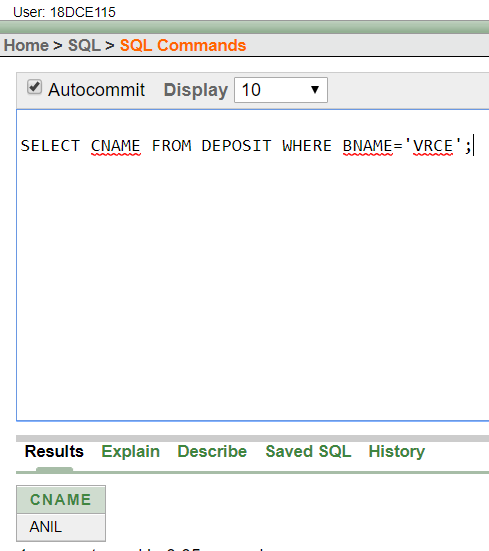 User: 18DCE115
Home > SQL > SQL Commands
Autocommit Display 10
SELECT CNAME FROM DEPOSIT WHERE BNAME='VRCE';
Results Explain Describe Saved SQL History
CNAME
ANIL